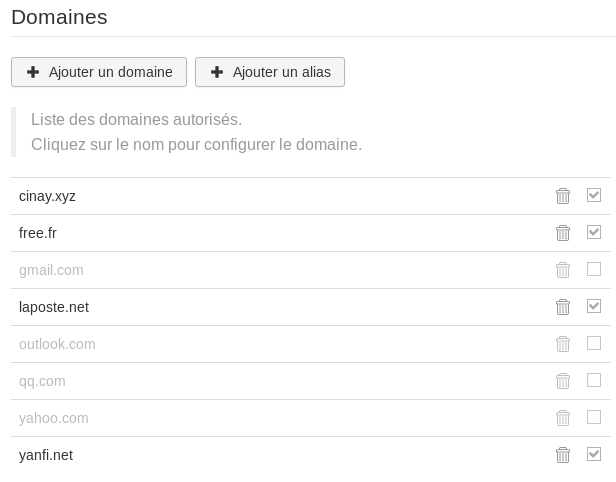 Domaines
Ajouter un domaine Ajouter un alias
Liste des domaines autorisés.
Cliquez sur le nom pour configurer le domaine.
cinay.xyz
free.fr
gmail.com
laposte.net
outlook.com
qq.com
yahoo.com
yanfi.net